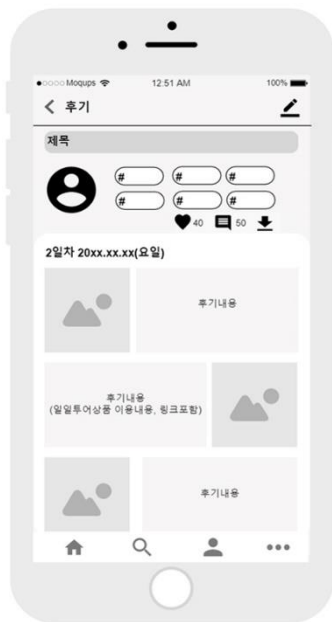 ●○○○○ Moqups 12:51 AM 100%
후기
제목
# # #
# # #
40 50
2일차 20xx.xx.xx(요일)
후기내용
후기내용
(일일투어상품 이용내용, 링크포함)
후기내용